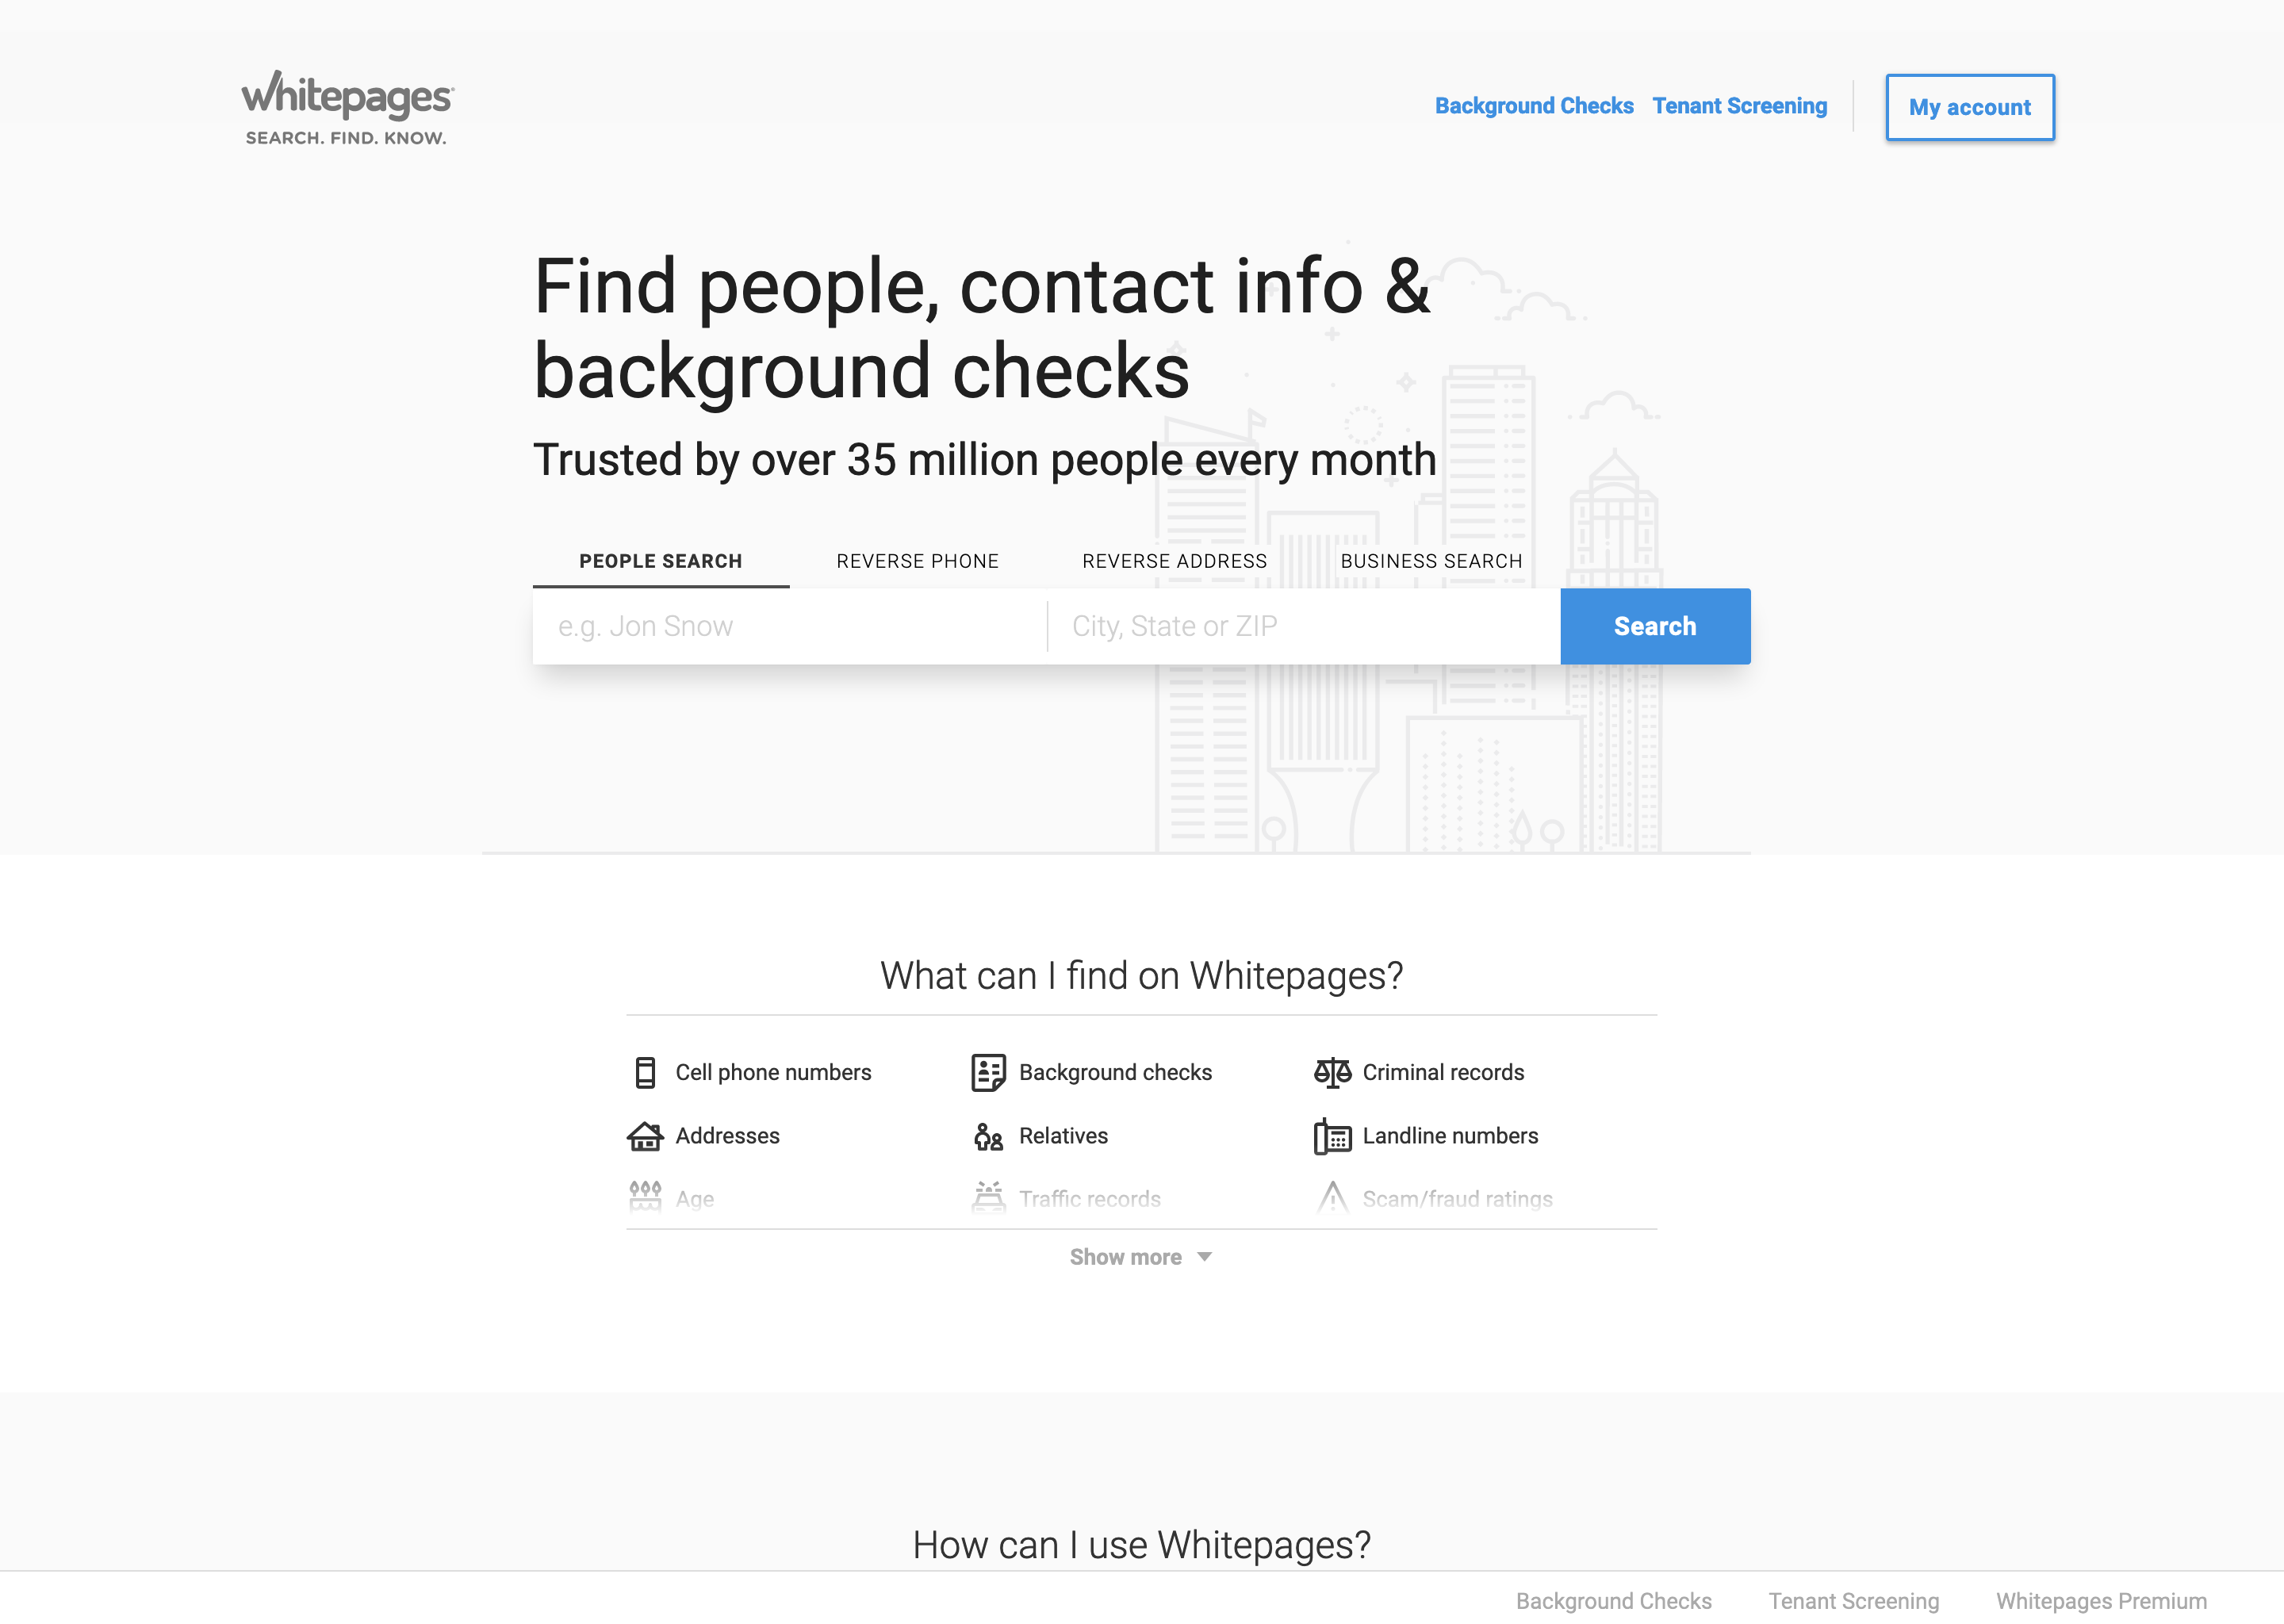 whitepages
SEARCH. FIND. KNOW.
Background Checks
Tenant Screening
My account
Find people, contact info &
background checks
Trusted by over 35 million people every month
PEOPLE SEARCH
REVERSE PHONE
REVERSE ADDRESS
BUSINESS SEARCH
e.g. Jon Snow
City, State or ZIP
Search
What can I find on Whitepages?
Cell phone numbers
Background checks
Criminal records
Addresses
Relatives
Landline numbers
Age
Traffic records
Scam/fraud ratings
Show more
How can I use Whitepages?
Background Checks
Tenant Screening
Whitepages Premium